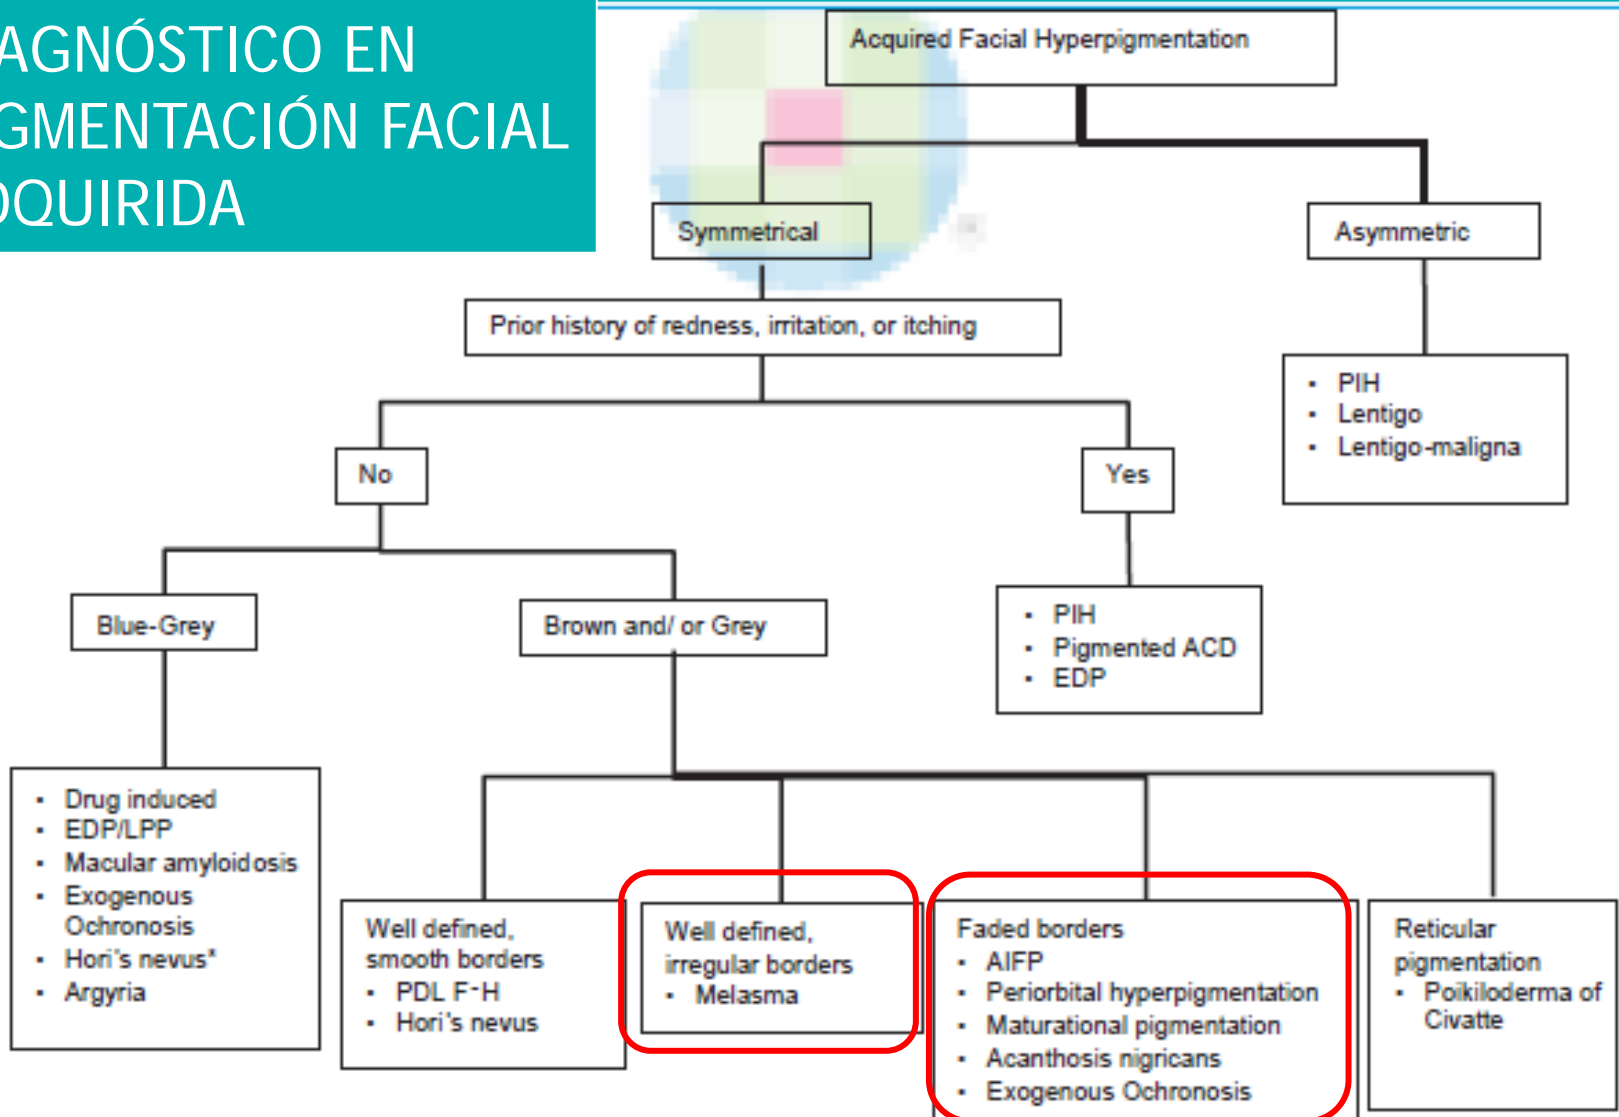 AGNÓSTICO EN
GMENTACIÓN FACIAL
QUIRIDA
Acquired Facial Hyperpigmentation
Symmetrical
Asymmetric
Prior history of redness, irritation, or itching
▪ PIH
▪ Lentigo
▪ Lentigo-maligna
No
Yes
Blue-Grey
Brown and/ or Grey
▪ PIH
▪ Pigmented ACD
▪ EDP
▪ Drug induced
▪ EDP/LPP
▪ Macular amyloidosis
▪ Exogenous
Ochronosis
▪ Hori's nevus*
▪ Argyria
Well defined,
smooth borders
▪ PDL F-H
▪ Hori's nevus
Well defined,
irregular borders
▪ Melasma
Faded borders
▪ AIFP
▪ Periorbital hyperpigmentation
▪ Maturational pigmentation
▪ Acanthosis nigricans
▪ Exogenous Ochronosis
Reticular
pigmentation
▪ Poikiloderma of
Civatte